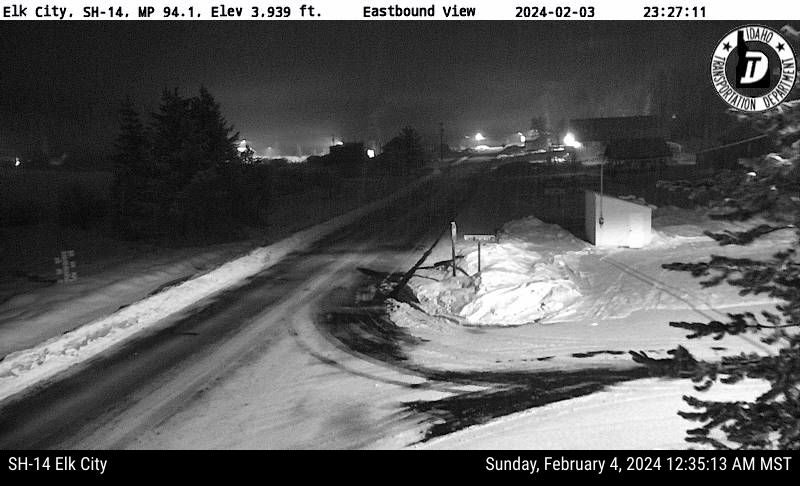 Elk City, SH-14, MP 94.1, Elev 3,939 ft. Eastbound View 2024-02-03 23:27:11
IDAHO
TRANSPORTATION DEPARTMENT
SH-14 Elk City Sunday, February 4, 2024 12:35:13 AM MST